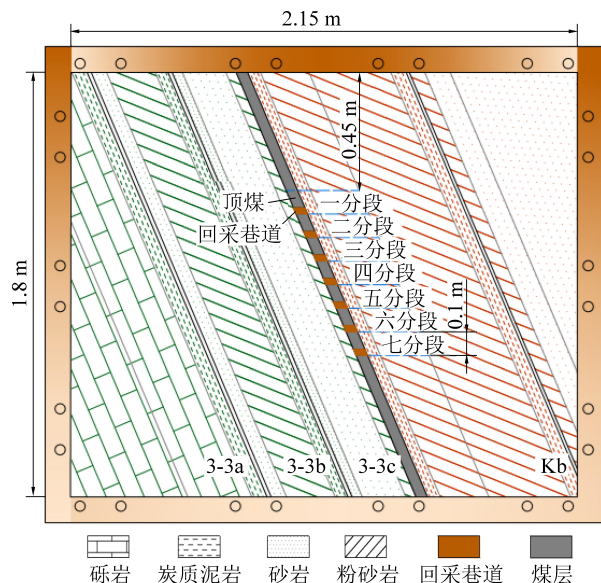 2.15 m
0.45 m
1.8 m
顶煤
回采巷道
一分段
二分段
三分段
四分段
五分段
六分段
七分段
0.1 m
3-3a
3-3b
3-3c
Kb
砾岩
炭质泥岩
砂岩
粉砂岩
回采巷道
煤层